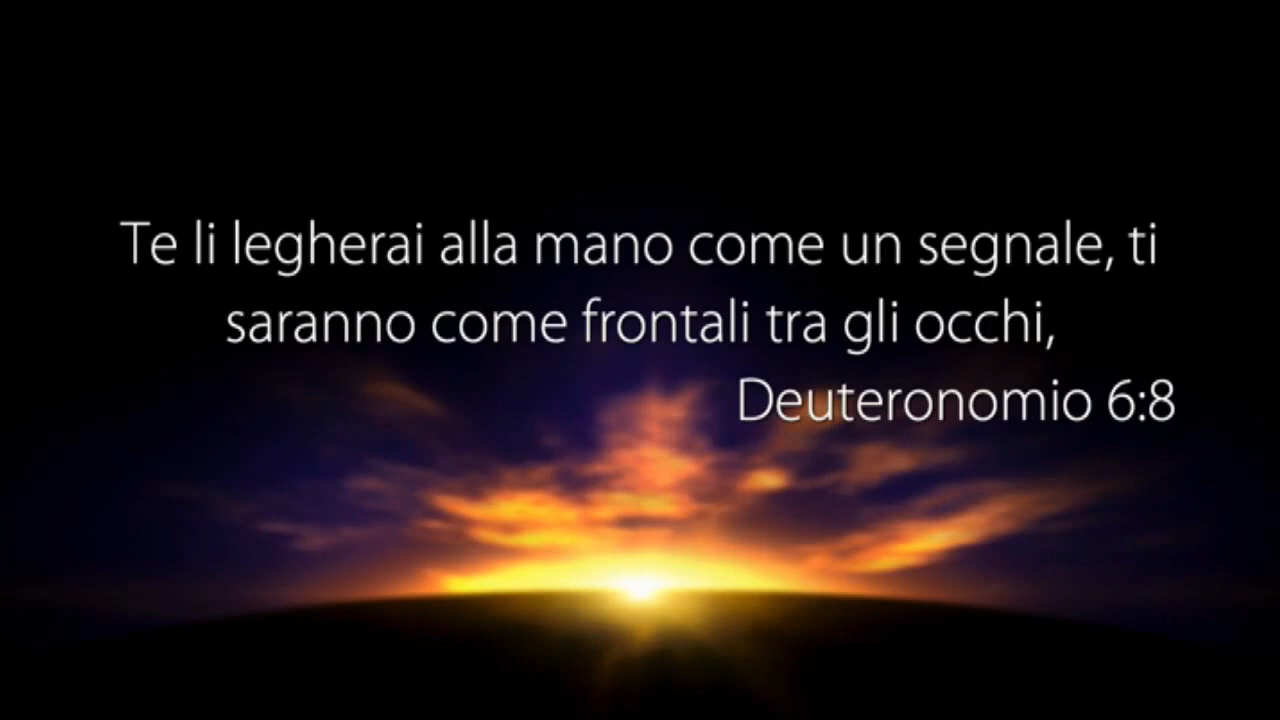 Te li legherai alla mano come un segnale, ti
saranno come frontali tra gli occhi,
Deuteronomio 6:8